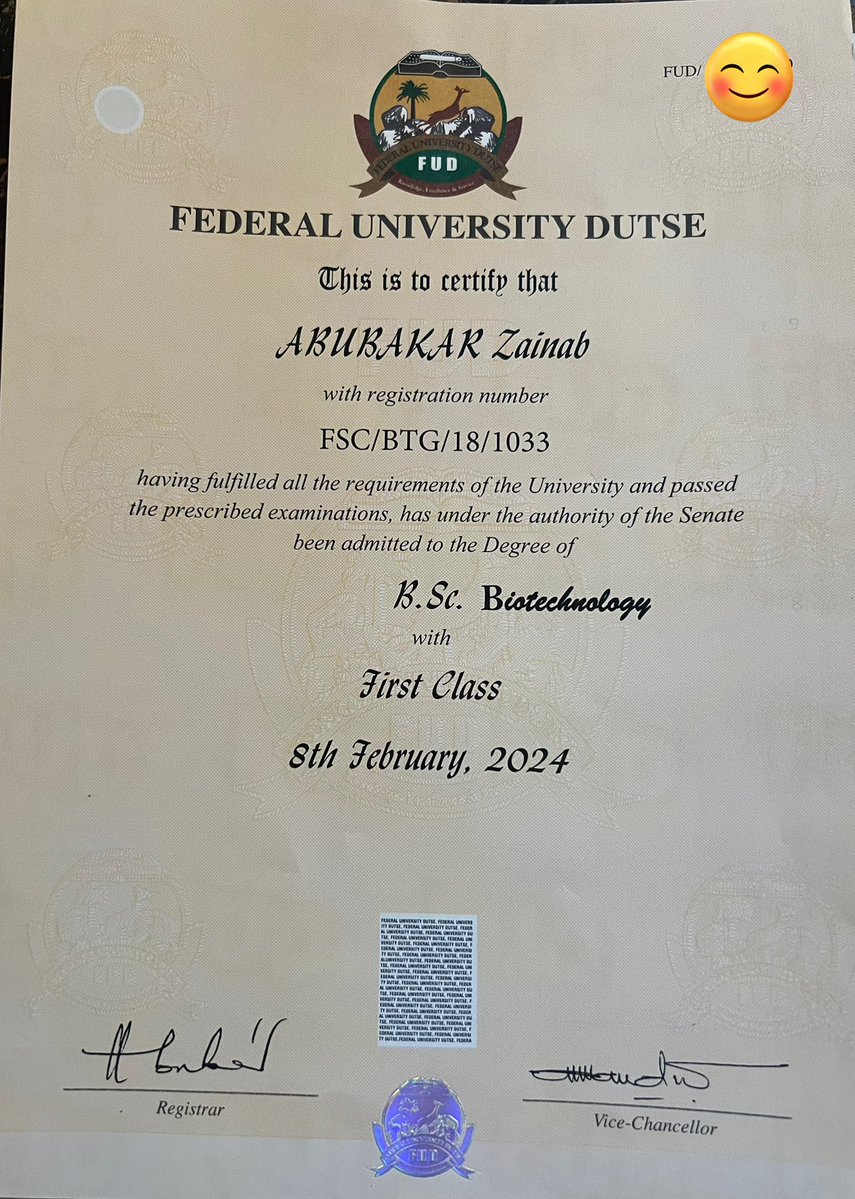 FUD/
FEDERAL UNIVERSITY DUTSE
FUD
Knowledge, Excellence & Service
FEDERAL UNIVERSITY DUTSE
This is to certify that
ABUBAKAR Zainab
with registration number
FSC/BTG/18/1033
having fulfilled all the requirements of the University and passed
the prescribed examinations, has under the authority of the Senate
been admitted to the Degree of
B.Sc. Biotechnology
with
First Class
8th February, 2024
Registrar
Vice-Chancellor
FUD